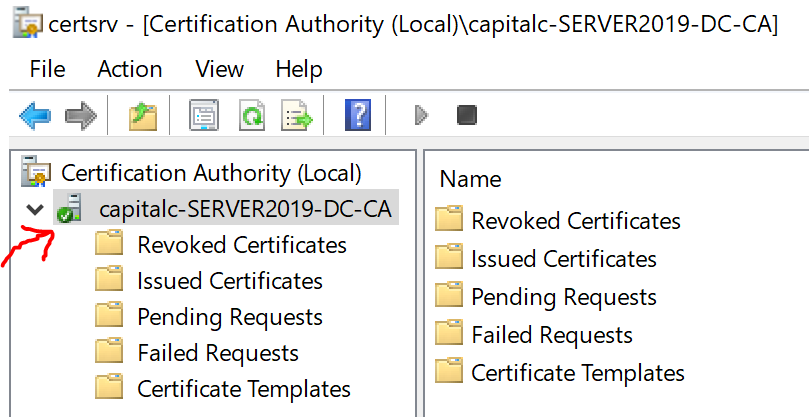 certsrv - [Certification Authority (Local)\capitalc-SERVER2019-DC-CA]
File Action View Help
Certification Authority (Local)
capitalc-SERVER2019-DC-CA
Revoked Certificates
Issued Certificates
Pending Requests
Failed Requests
Certificate Templates
Name
Revoked Certificates
Issued Certificates
Pending Requests
Failed Requests
Certificate Templates